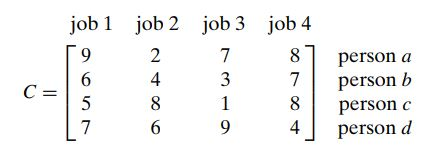 job 1 job 2 job 3 job 4
9 2 7 8 person a
6 4 3 7 person b
C =
5 8 1 8 person c
7 6 9 4 person d